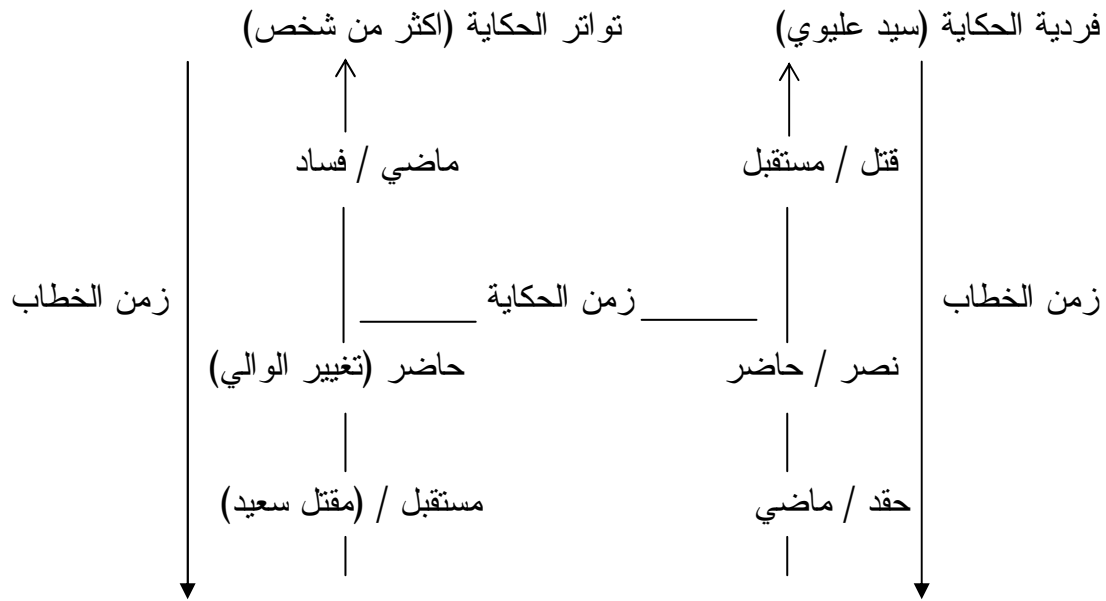 فردية الحكاية (سيد عليوي) تواتر الحكاية (اكثر من شخص)
قتل / مستقبل ماضي / فساد
زمن الخطاب زمن الحكاية زمن الخطاب
نصر / حاضر حاضر (تغيير الوالي)
حقد / ماضي مستقبل / (مقتل سعيد)